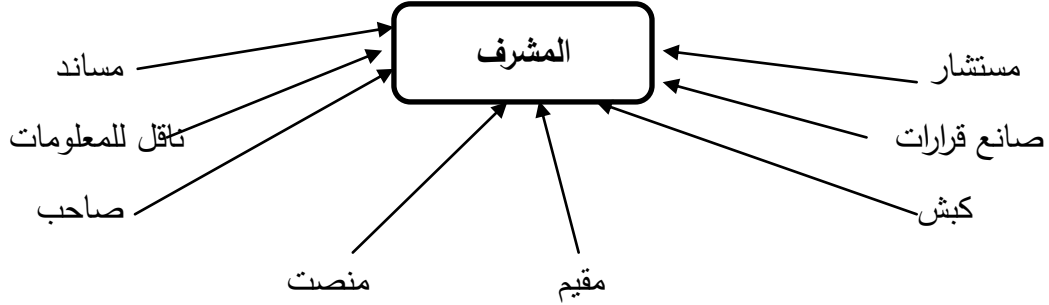 المشرف
مستشار
مساند
صانع قرارات
ناقل للمعلومات
كبش
صاحب
مقيم
منصت